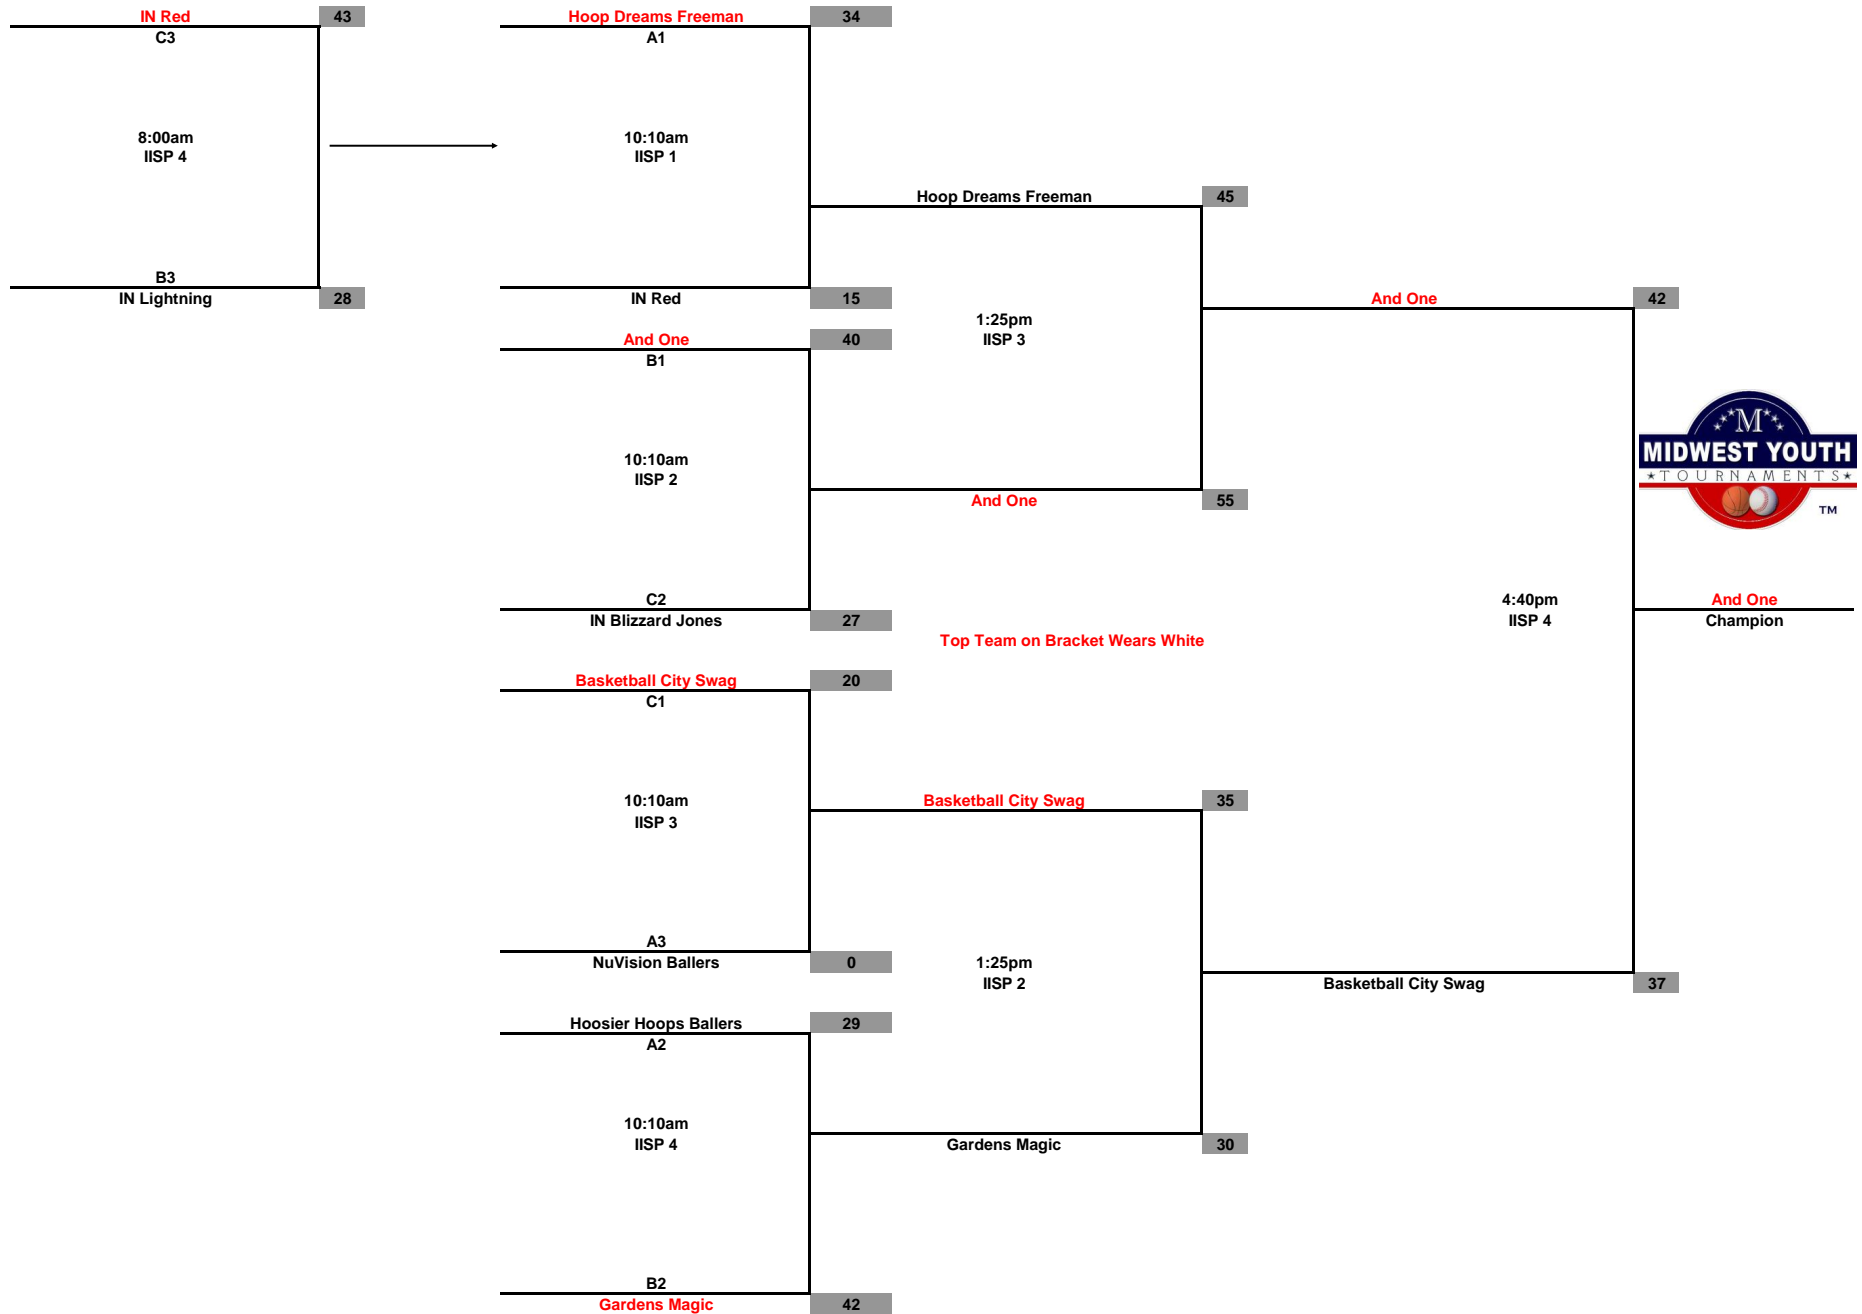 IN Red 43
C3
8:00am
IISP 4
B3
IN Lightning 28
Hoop Dreams Freeman 34
A1
10:10am
IISP 1
IN Red 15
And One 40
B1
10:10am
IISP 2
C2
IN Blizzard Jones 27
Basketball City Swag 20
C1
10:10am
IISP 3
A3
NuVision Ballers 0
Hoosier Hoops Ballers 29
A2
10:10am
IISP 4
B2
Gardens Magic 42
Hoop Dreams Freeman 45
1:25pm
IISP 3
And One 55
Top Team on Bracket Wears White
Basketball City Swag 35
1:25pm
IISP 2
Gardens Magic 30
And One 42
4:40pm
IISP 4
Basketball City Swag 37
M
MIDWEST YOUTH
TOURNAMENTS
TM
And One
Champion